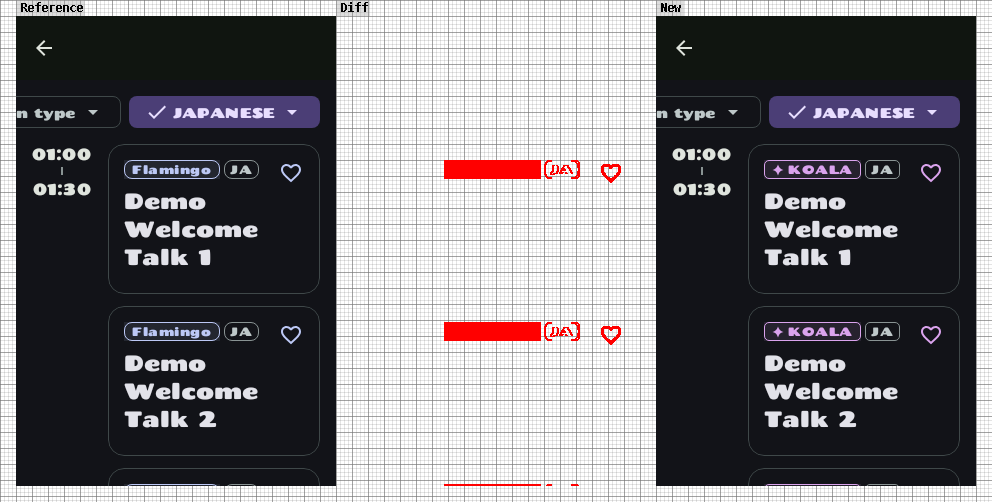 Reference
Diff
New
n type
JAPANESE
01:00
01:30
Flamingo
JA
Demo
Welcome
Talk 1
Flamingo
JA
Demo
Welcome
Talk 2
n type
JAPANESE
01:00
01:30
KOALA
JA
Demo
Welcome
Talk 1
KOALA
JA
Demo
Welcome
Talk 2